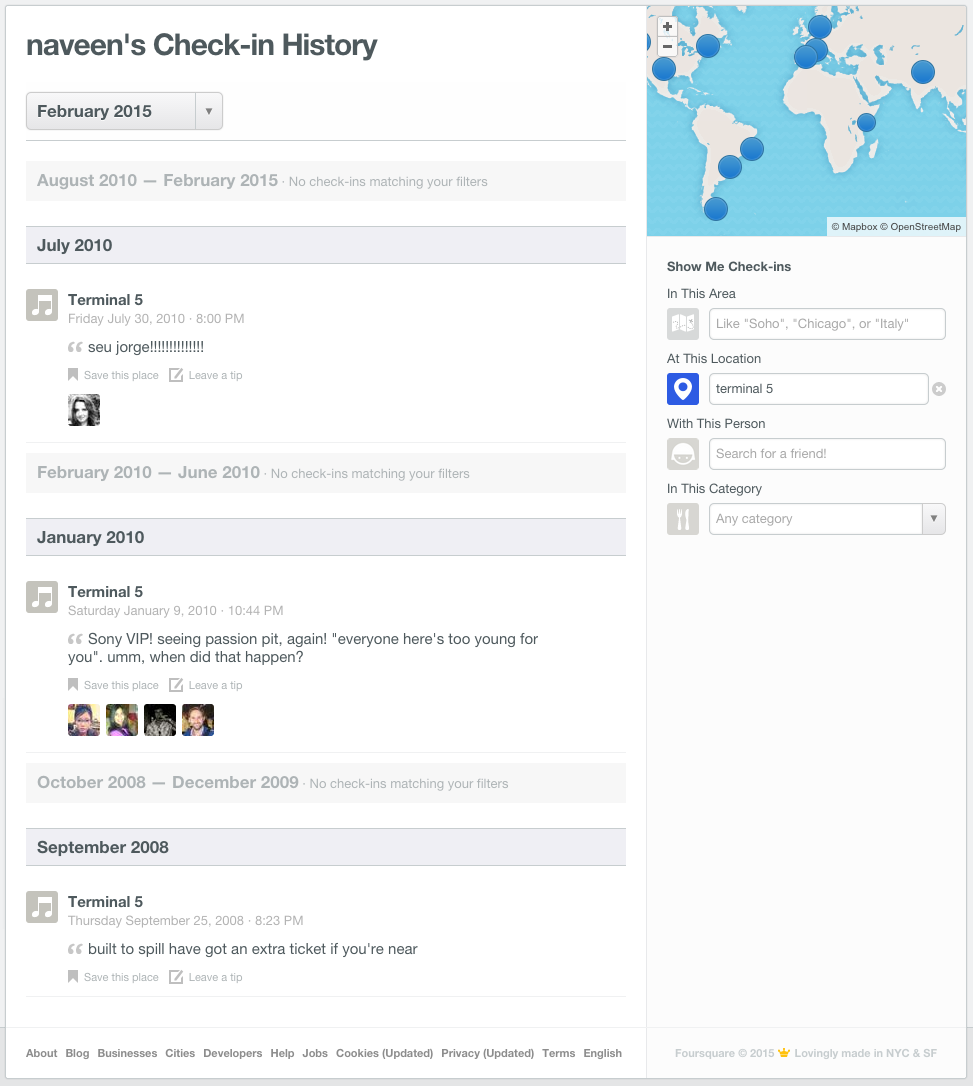 naveen's Check-in History
February 2015
August 2010 — February 2015 · No check-ins matching your filters
July 2010
Terminal 5
Friday July 30, 2010 · 8:00 PM
seu jorge!!!!!!!!!!!!!!
Save this place Leave a tip
February 2010 — June 2010 · No check-ins matching your filters
January 2010
Terminal 5
Saturday January 9, 2010 · 10:44 PM
“ Sony VIP! seeing passion pit, again! "everyone here's too young for
you". umm, when did that happen?
Save this place Leave a tip
October 2008 — December 2009 · No check-ins matching your filters
September 2008
Terminal 5
Thursday September 25, 2008 · 8:23 PM
“ built to spill have got an extra ticket if you're near
Save this place Leave a tip
+
−
© Mapbox © OpenStreetMap
Show Me Check-ins
In This Area
Like "Soho", "Chicago", or "Italy"
At This Location
terminal 5
With This Person
Search for a friend!
In This Category
Any category
About Blog Businesses Cities Developers Help Jobs Cookies (Updated) Privacy (Updated) Terms English
Foursquare © 2015 Lovingly made in NYC & SF